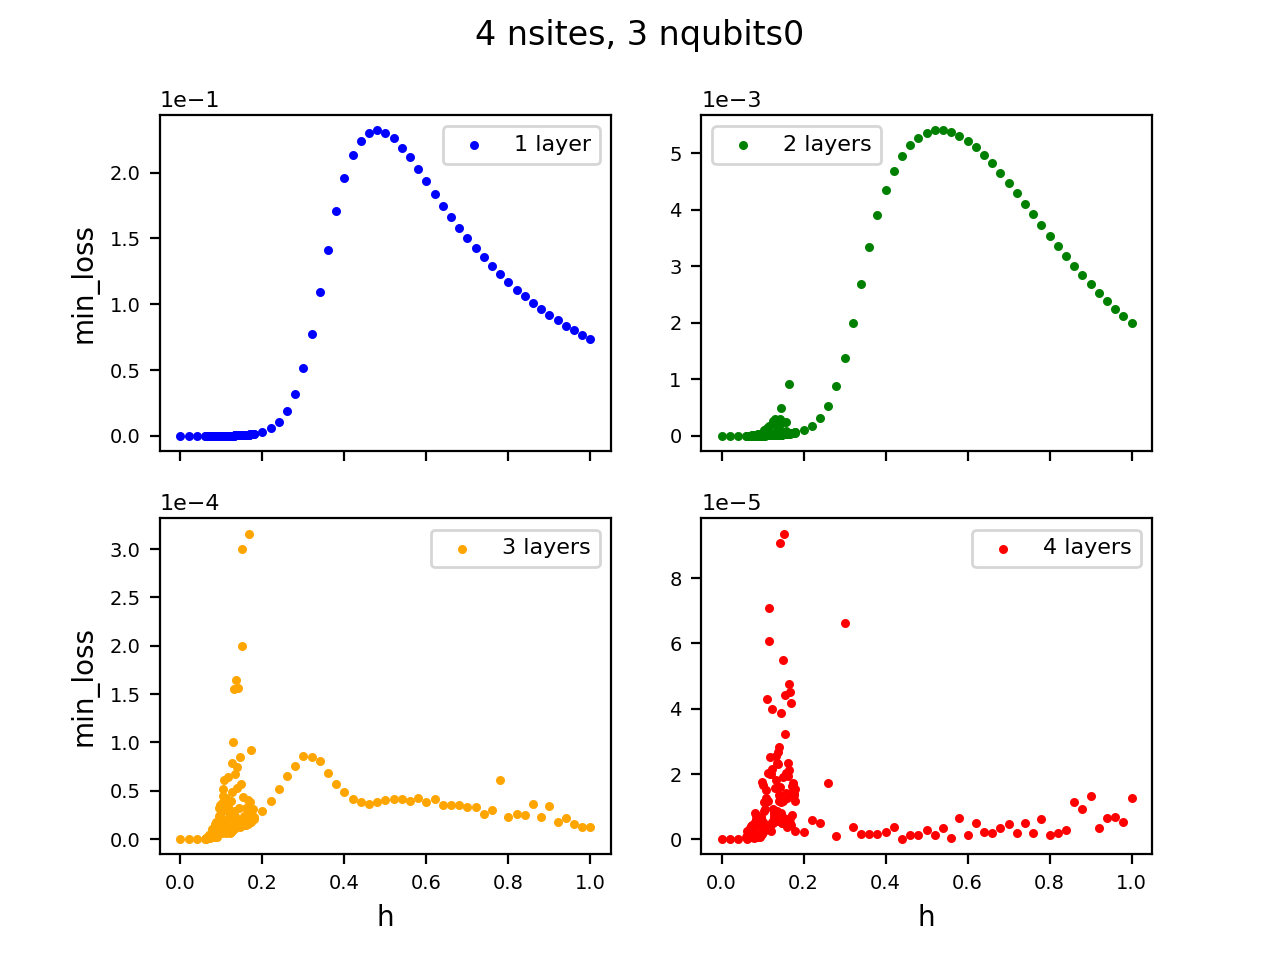 4 nsites, 3 nqubits0
1e−1
1 layer
min_loss
2.0
1.5
1.0
0.5
0.0
1e−3
2 layers
5
4
3
2
1
0
1e−4
3 layers
min_loss
3.0
2.5
2.0
1.5
1.0
0.5
0.0
0.0 0.2 0.4 0.6 0.8 1.0
h
1e−5
4 layers
8
6
4
2
0
0.0 0.2 0.4 0.6 0.8 1.0
h